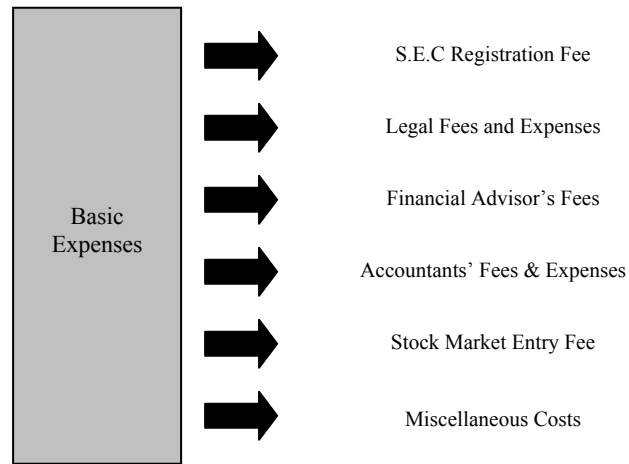 Basic
Expenses
S.E.C Registration Fee
Legal Fees and Expenses
Financial Advisor’s Fees
Accountants’ Fees & Expenses
Stock Market Entry Fee
Miscellaneous Costs